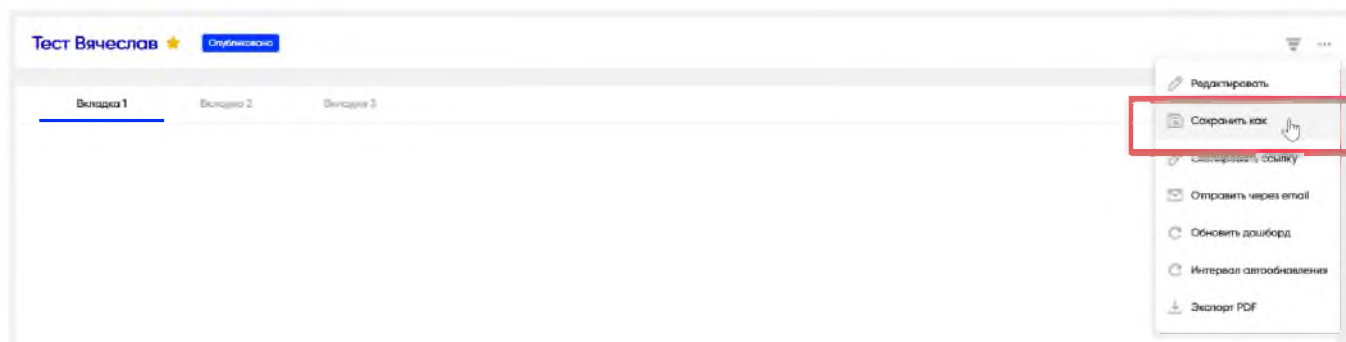 Тест Вячеслав Опубликовано
Вкладка 1 Вкладка 2 Вкладка 3
Редактировать
Сохранить как
Скопировать ссылку
Отправить через email
Обновить дашборд
Интервал автообновления
Экспорт PDF